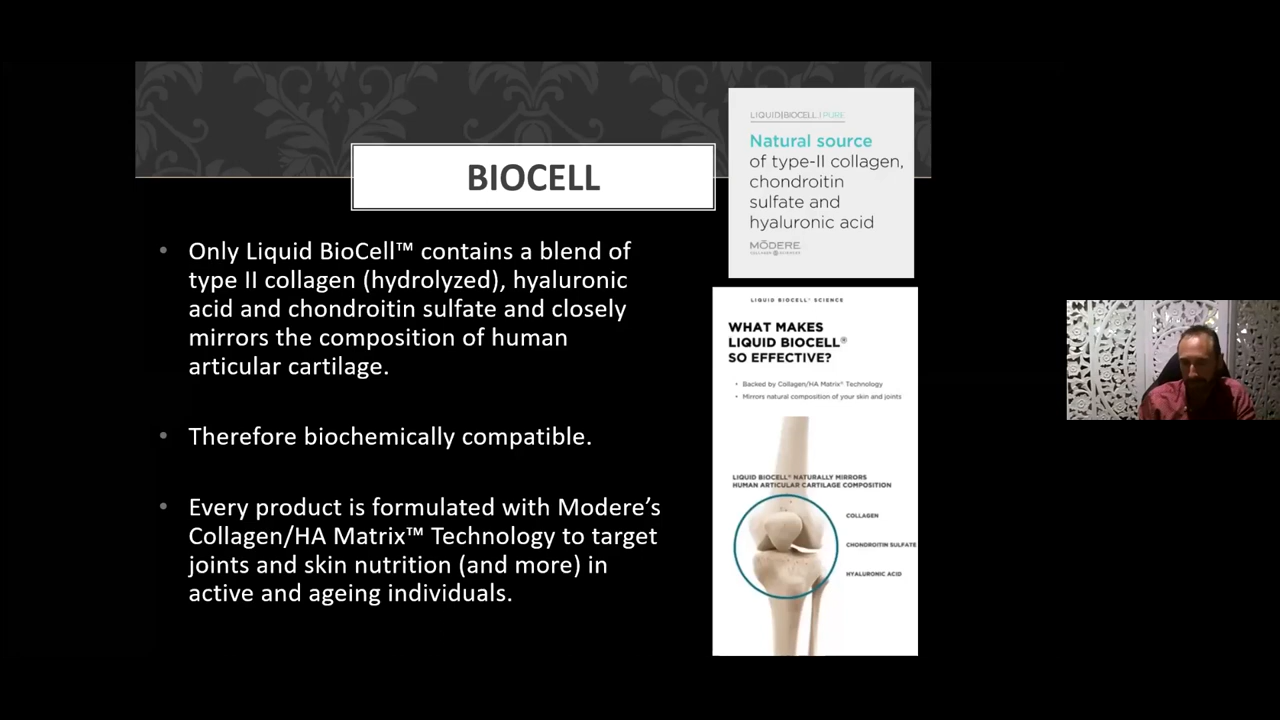 BIOCELL
Only Liquid BioCell™ contains a blend of
type II collagen (hydrolyzed), hyaluronic
acid and chondroitin sulfate and closely
mirrors the composition of human
articular cartilage.
Therefore biochemically compatible.
Every product is formulated with Modere’s
Collagen/HA Matrix™ Technology to target
joints and skin nutrition (and more) in
active and ageing individuals.
LIQUID|BIOCELL|PURE
Natural source
of type-II collagen,
chondroitin
sulfate and
hyaluronic acid
MŌDERE
COLLAGEN SCIENCES
LIQUID BIOCELL® SCIENCE
WHAT MAKES
LIQUID BIOCELL®
SO EFFECTIVE?
• Backed by Collagen/HA Matrix® Technology
• Mirrors natural composition of your skin and joints
LIQUID BIOCELL® NATURALLY MIRRORS
HUMAN ARTICULAR CARTILAGE COMPOSITION
COLLAGEN
CHONDROITIN SULFATE
HYALURONIC ACID